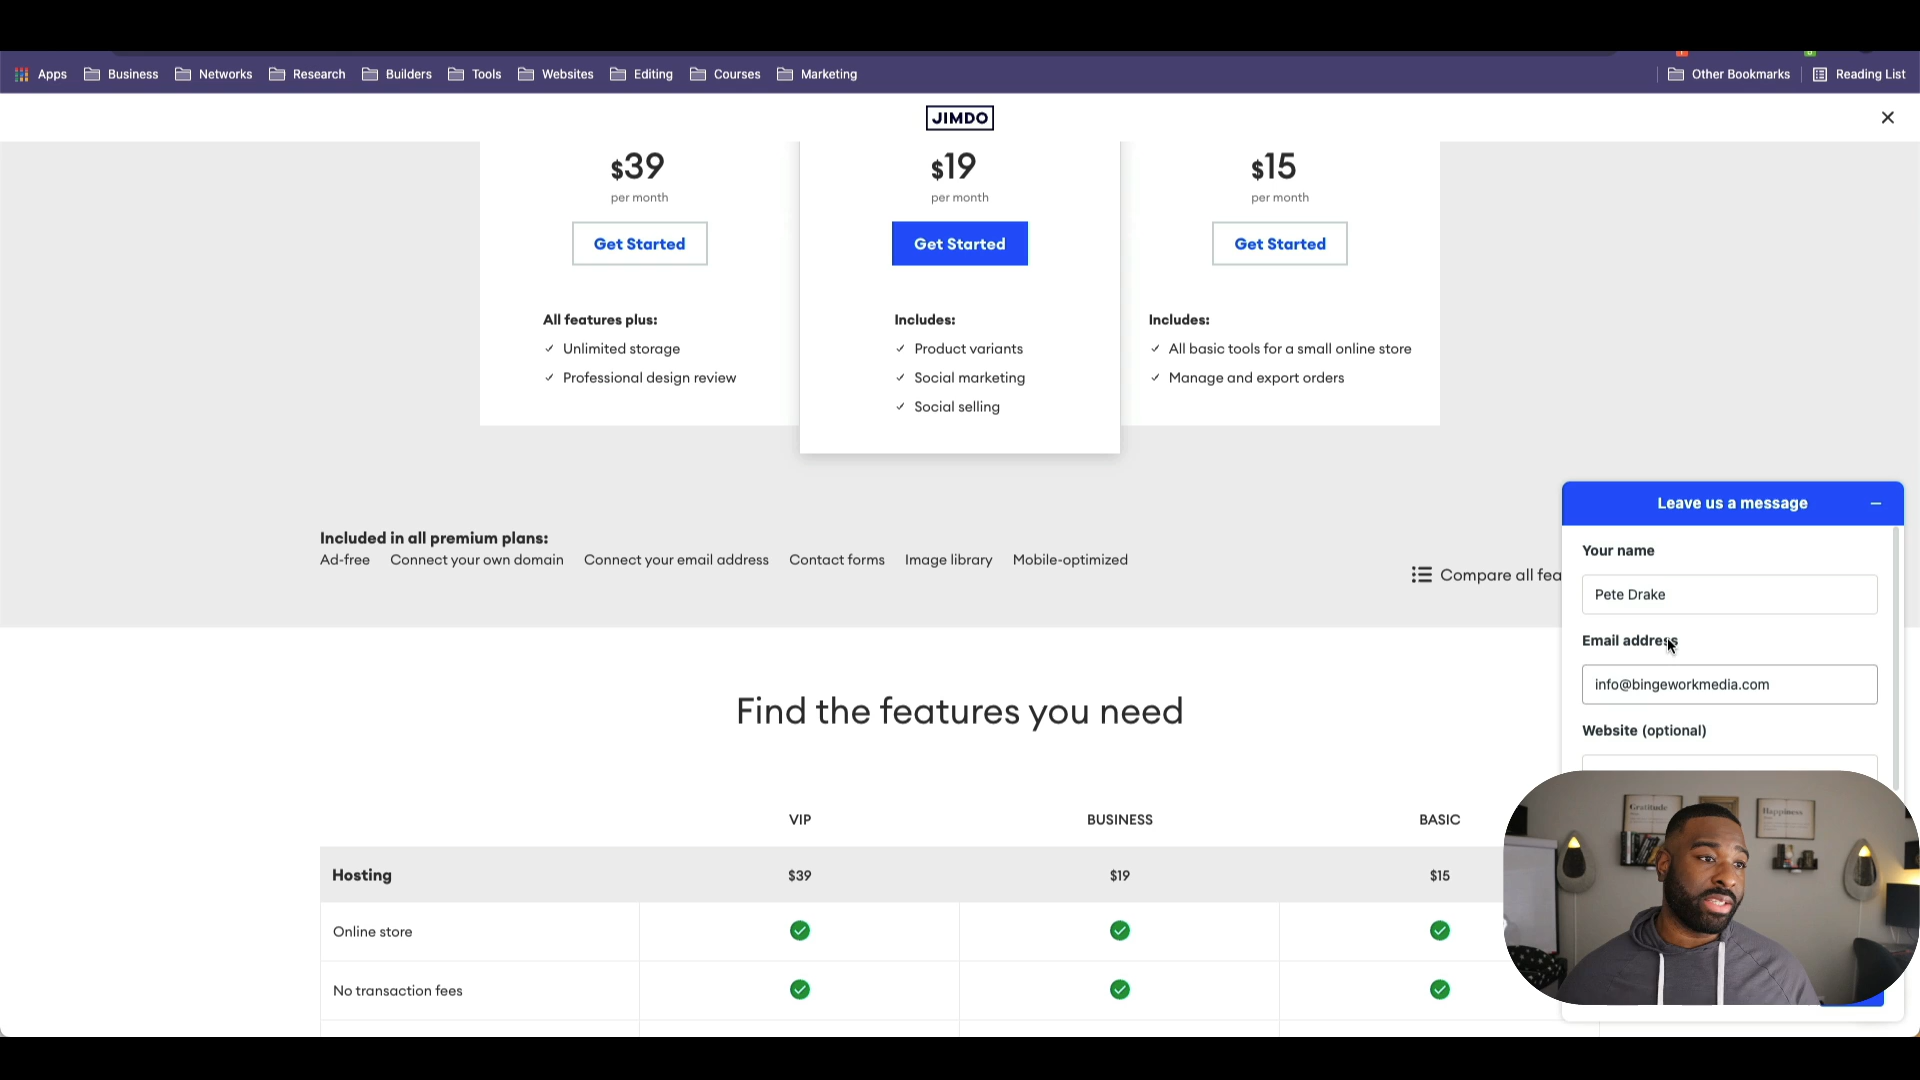 Apps Business Networks Research Builders Tools Websites Editing Courses Marketing Other Bookmarks Reading List
JIMDO
$39
per month
Get Started
All features plus:
Unlimited storage
Professional design review
$19
per month
Get Started
Includes:
Product variants
Social marketing
Social selling
$15
per month
Get Started
Includes:
All basic tools for a small online store
Manage and export orders
Included in all premium plans:
Ad-free Connect your own domain Connect your email address Contact forms Image library Mobile-optimized
Compare all fea
Leave us a message
Your name
Pete Drake
Email address
info@bingeworkmedia.com
Website (optional)
Find the features you need
VIP BUSINESS BASIC
Hosting $39 $19 $15
Online store
No transaction fees
Gratitude
Happiness